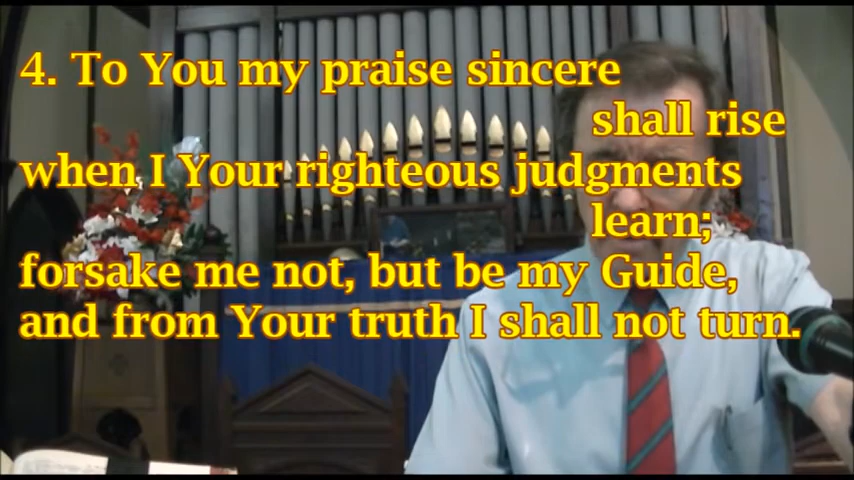 4. To You my praise sincere
shall rise
when I Your righteous judgments
learn;
forsake me not, but be my Guide,
and from Your truth I shall not turn.